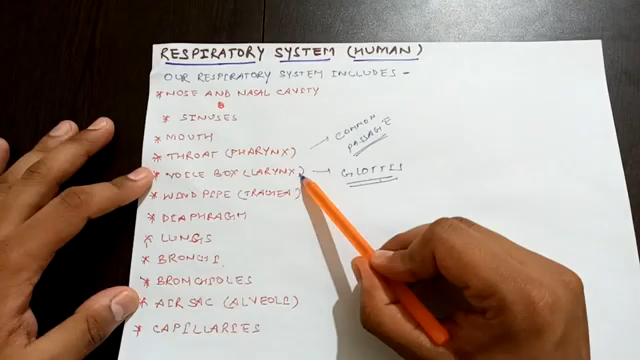 RESPIRATORY SYSTEM (HUMAN)
OUR RESPIRATORY SYSTEM INCLUDES -
* NOSE AND NASAL CAVITY
* SINUSES
* MOUTH
* THROAT (PHARYNX) → COMMON PASSAGE
* VOICE BOX (LARYNX) → GLOTTIS
* WIND PIPE (TRACHEA)
* DIAPHRAGM
* LUNGS
* BRONCHI.
* BRONCHIOLES
* AIR SAC (ALVEOLI)
* CAPILLARIES